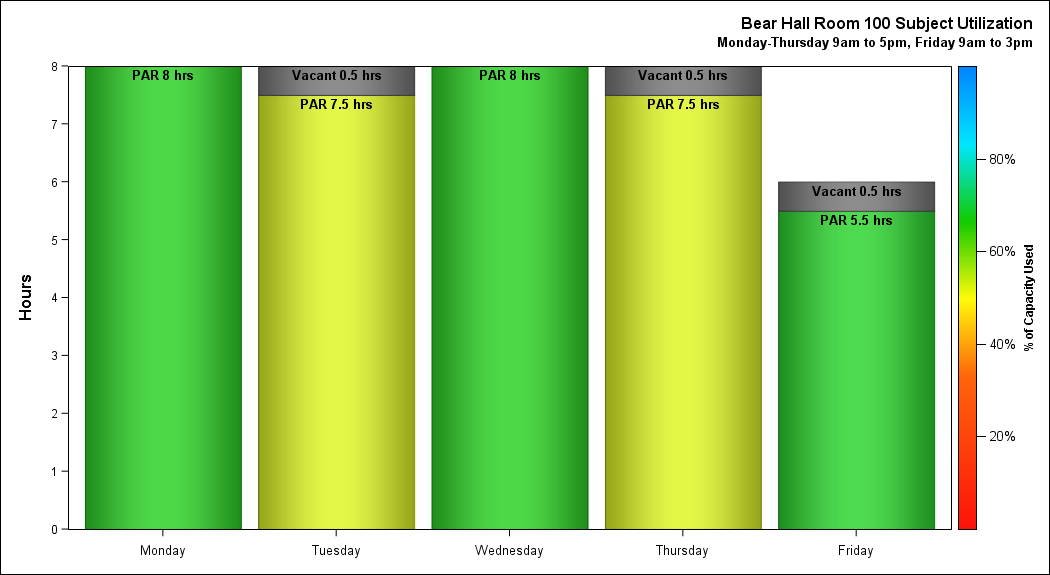 Bear Hall Room 100 Subject Utilization
Monday-Thursday 9am to 5pm, Friday 9am to 3pm
8
7
6
5
4
3
2
1
0
Hours
PAR 8 hrs
Vacant 0.5 hrs
PAR 7.5 hrs
PAR 8 hrs
Vacant 0.5 hrs
PAR 7.5 hrs
Vacant 0.5 hrs
PAR 5.5 hrs
Monday
Tuesday
Wednesday
Thursday
Friday
80%
60%
40%
20%
% of Capacity Used